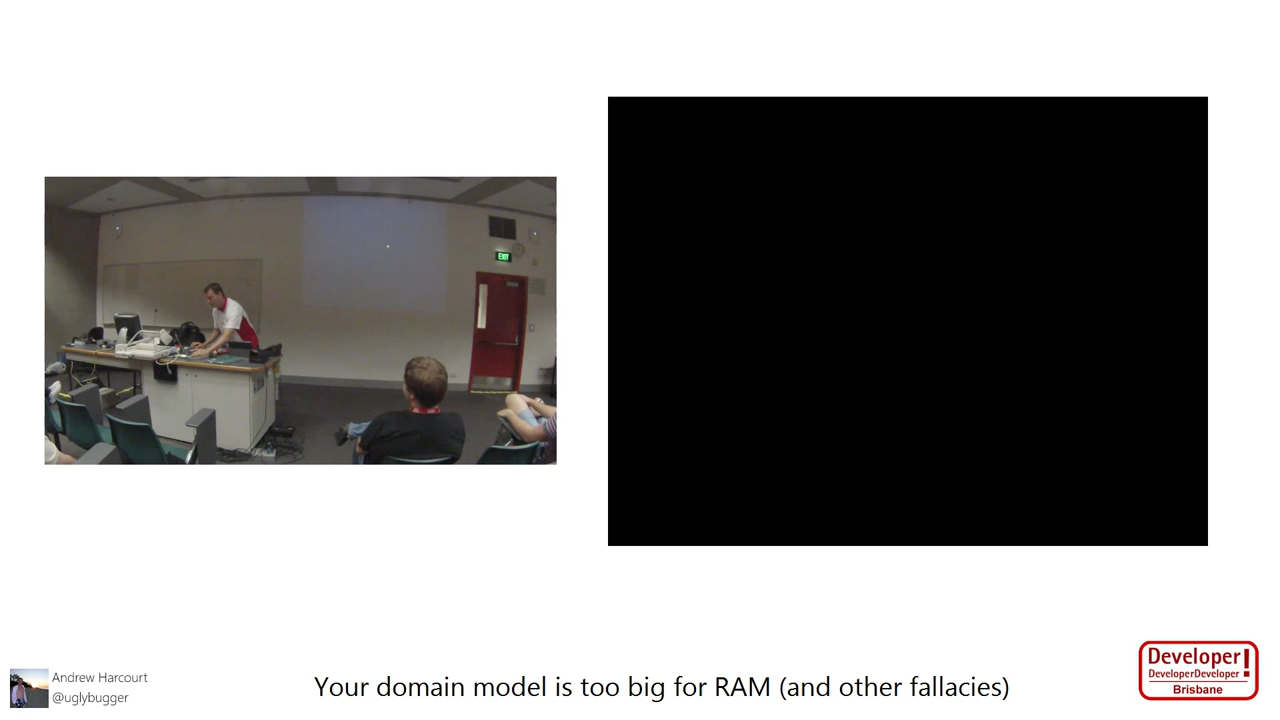 EXIT
Andrew Harcourt
@uglybugger
Your domain model is too big for RAM (and other fallacies)
Developer!
DeveloperDeveloper
Brisbane